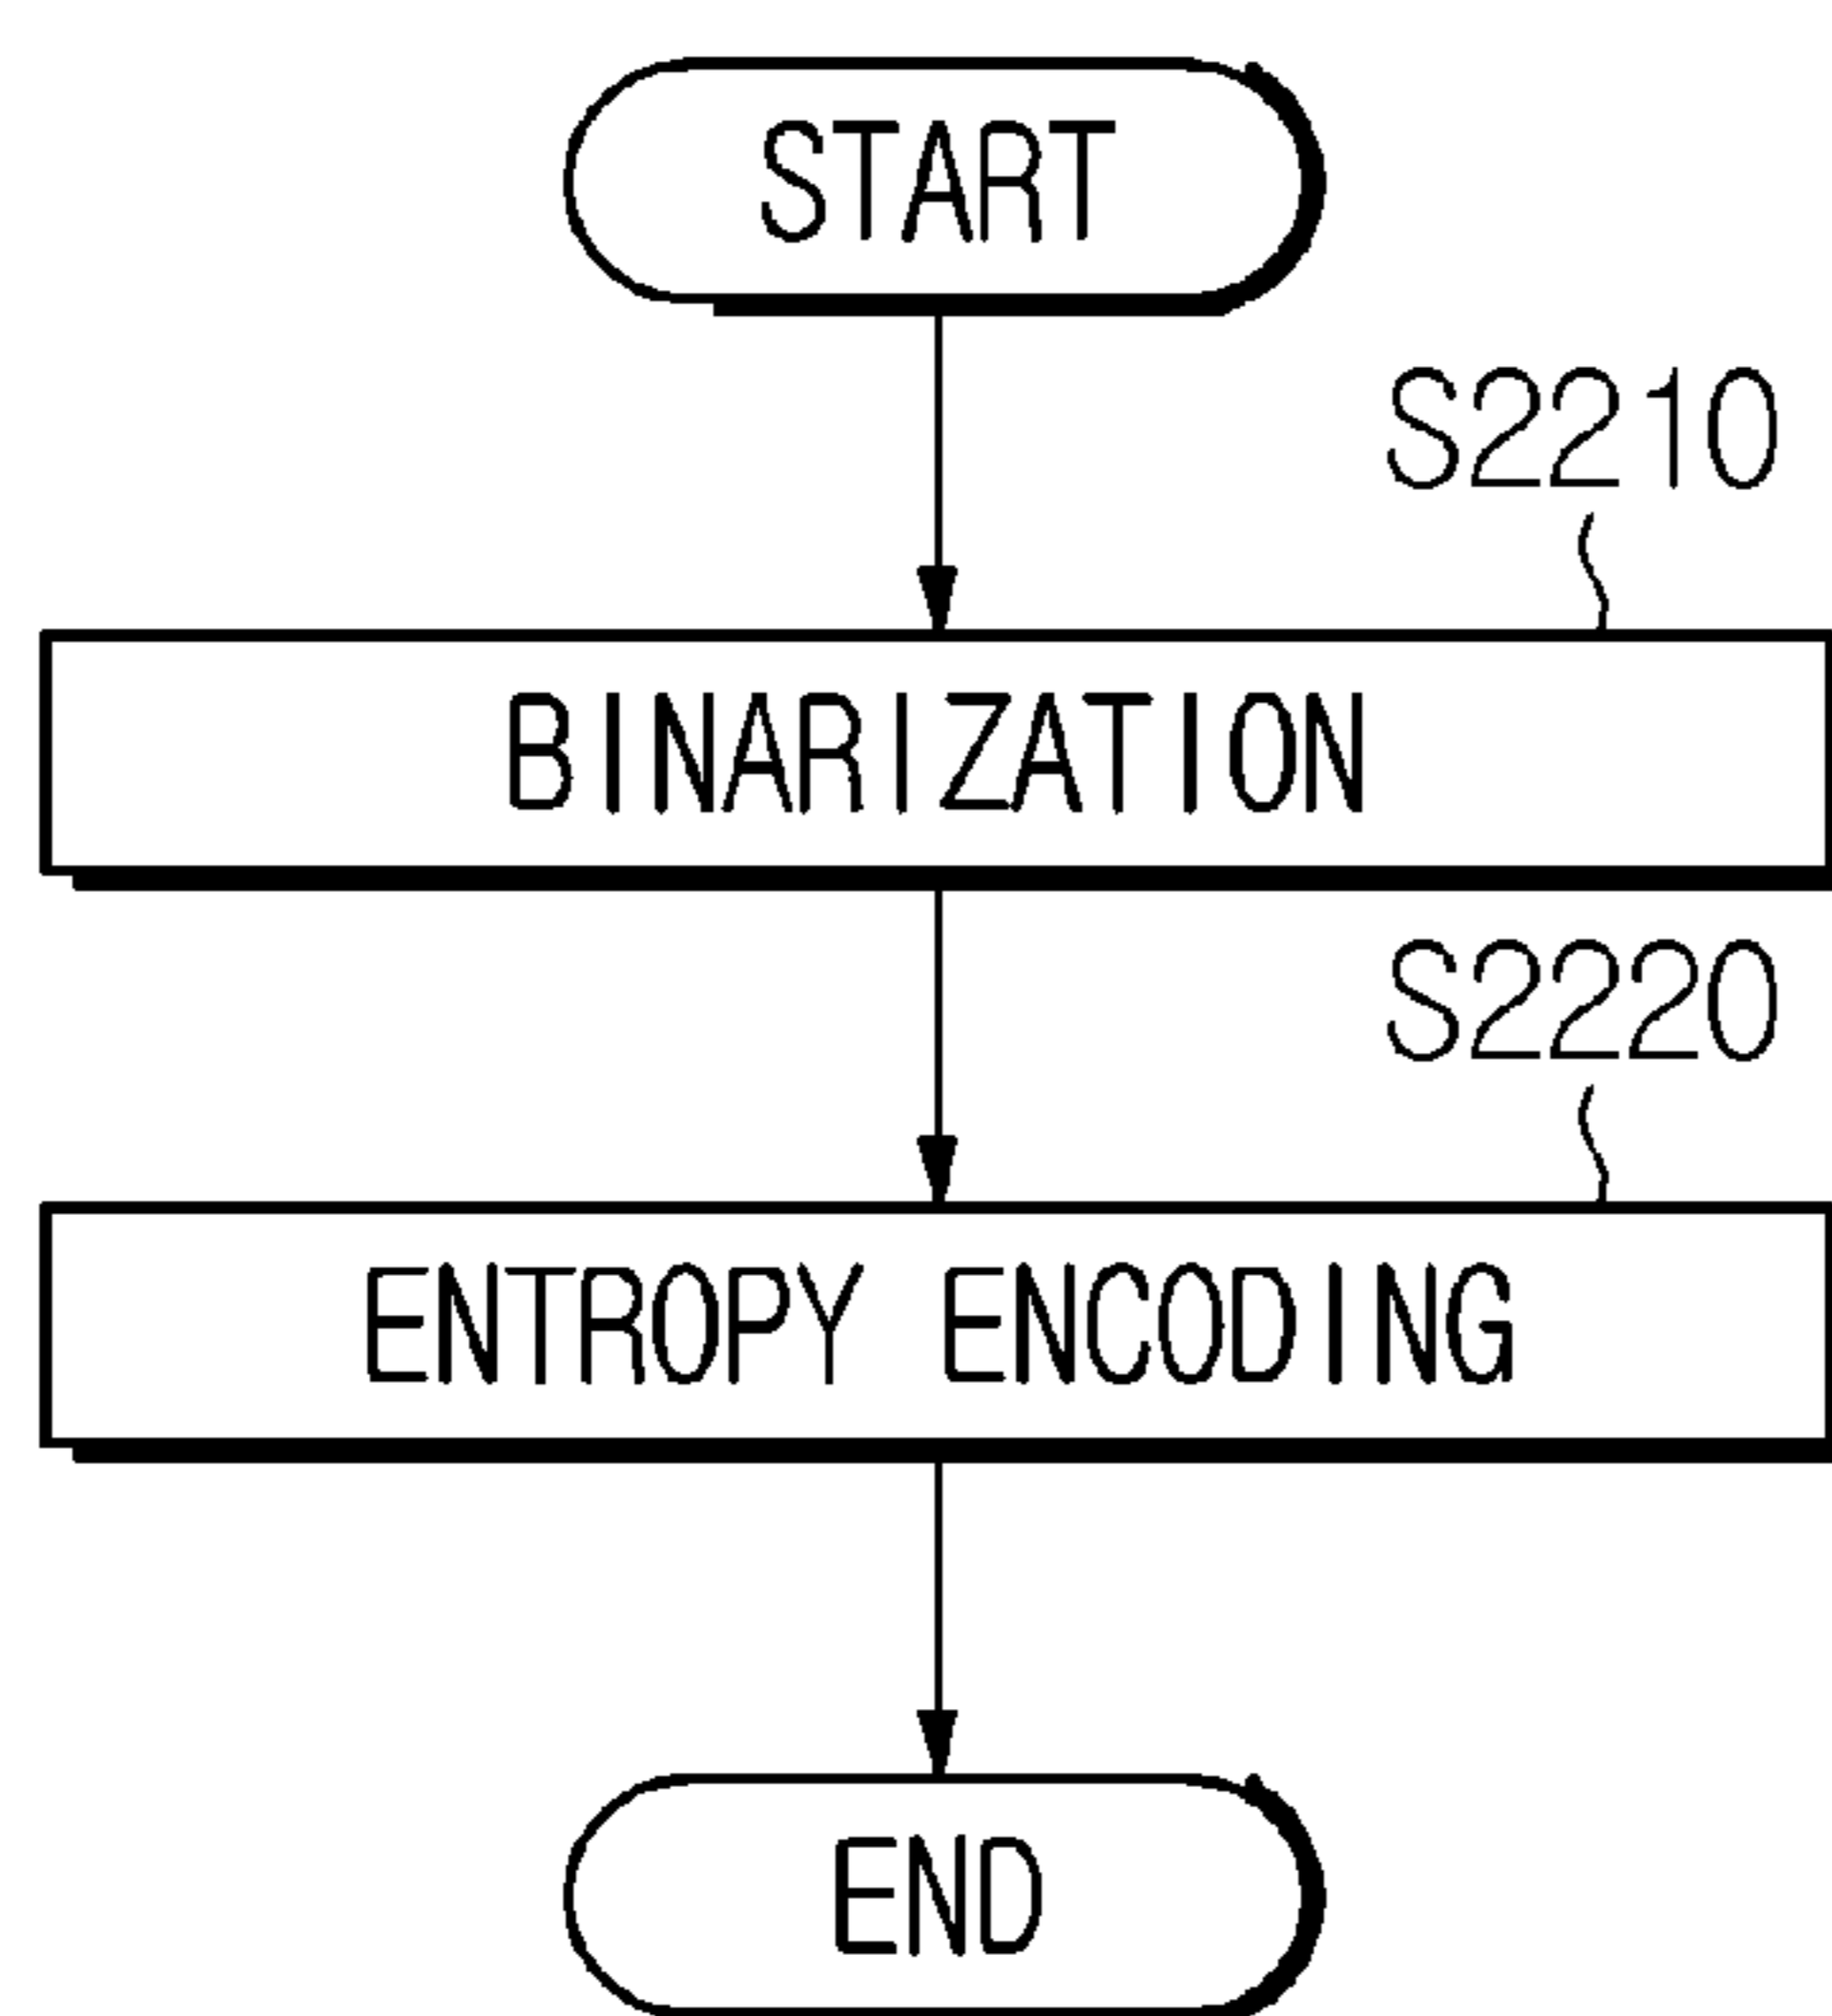 START
S2210
BINARIZATION
S2220
ENTROPY ENCODING
END